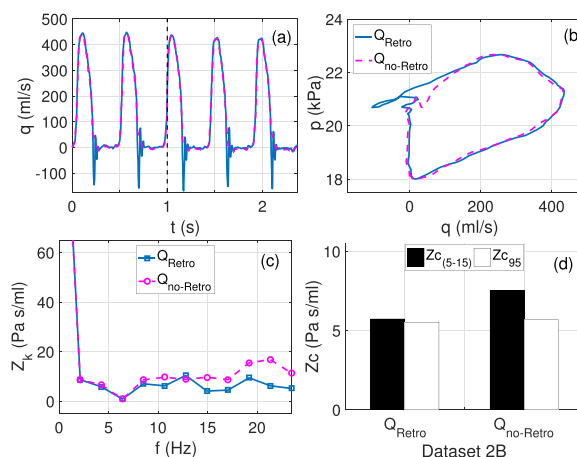 500
400
300
200
100
0
-100
q (ml/s)
(a)
0 1 2
t (s)
24
22
20
18
p (kPa)
Q_Retro
Q_no-Retro
(b)
0 200 400
q (ml/s)
60
40
20
0
Z_k (Pa s/ml)
Q_Retro
Q_no-Retro
(c)
0 5 10 15 20
f (Hz)
10
5
0
Zc (Pa s/ml)
Zc_(5-15) Zc_95
(d)
Q_Retro Q_no-Retro
Dataset 2B